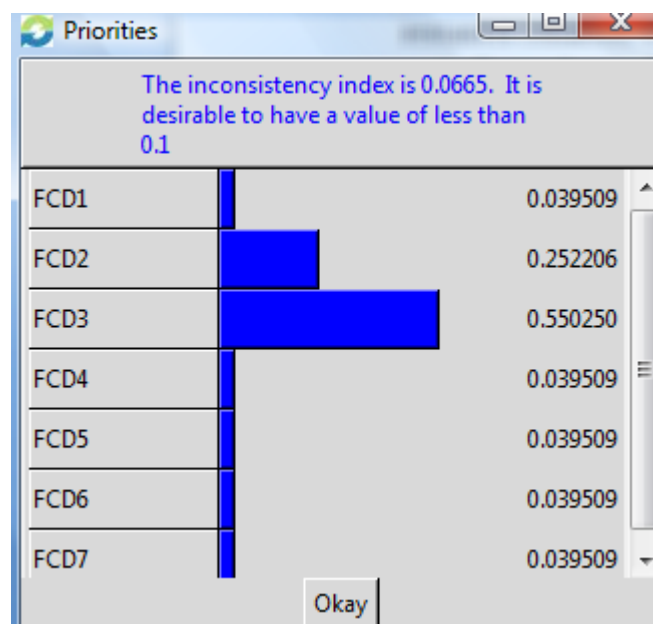 Priorities
The inconsistency index is 0.0665. It is
desirable to have a value of less than
0.1
FCD1 0.039509
FCD2 0.252206
FCD3 0.550250
FCD4 0.039509
FCD5 0.039509
FCD6 0.039509
FCD7 0.039509
Okay